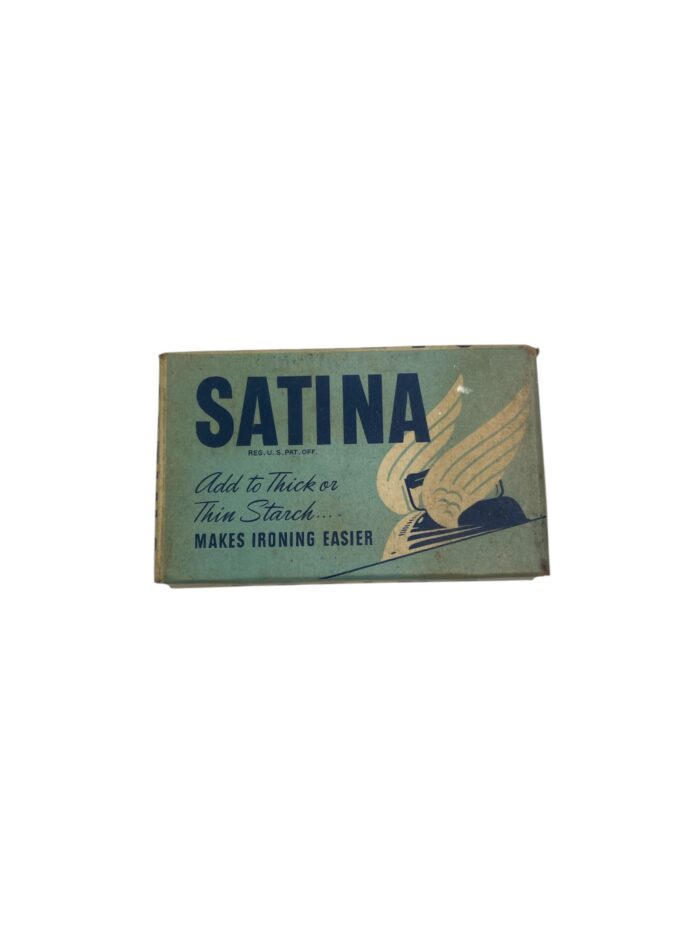 SATINA
REG. U.S. PAT. OFF.
Add to Thick or
Thin Starch....
MAKES IRONING EASIER